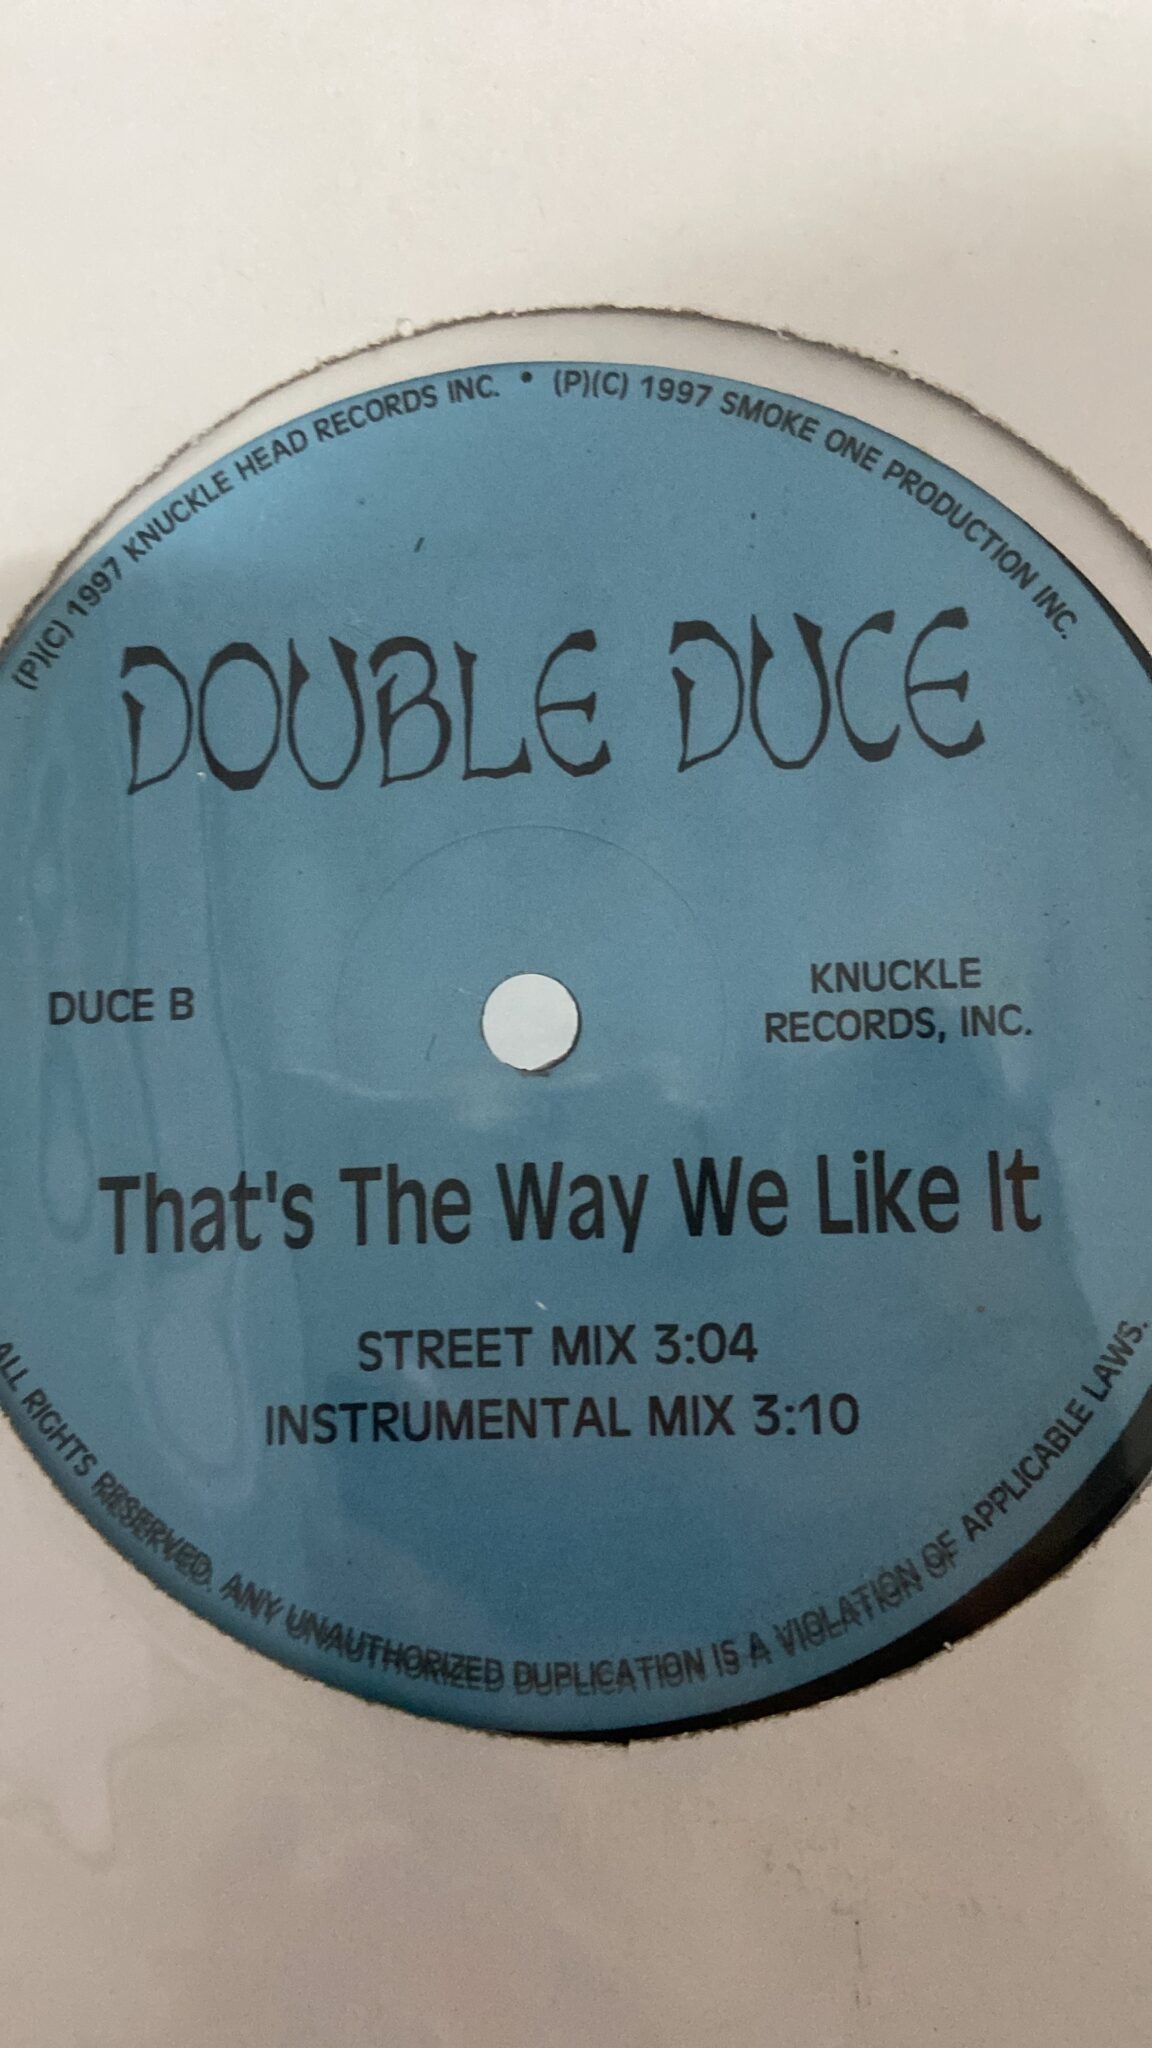 (P)(C) 1997 KNUCKLE HEAD RECORDS INC. • (P)(C) 1997 SMOKE ONE PRODUCTION INC.
DOUBLE DUCE
DUCE B
KNUCKLE
RECORDS, INC.
That's The Way We Like It
STREET MIX 3:04
INSTRUMENTAL MIX 3:10
ALL RIGHTS RESERVED. ANY UNAUTHORIZED DUPLICATION IS A VIOLATION OF APPLICABLE LAWS.